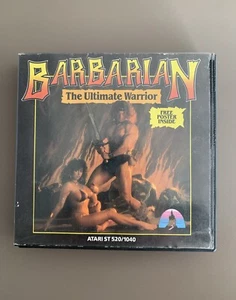 BARBARIAN
The Ultimate Warrior
FREE
POSTER
INSIDE
ATARI ST 520/1040